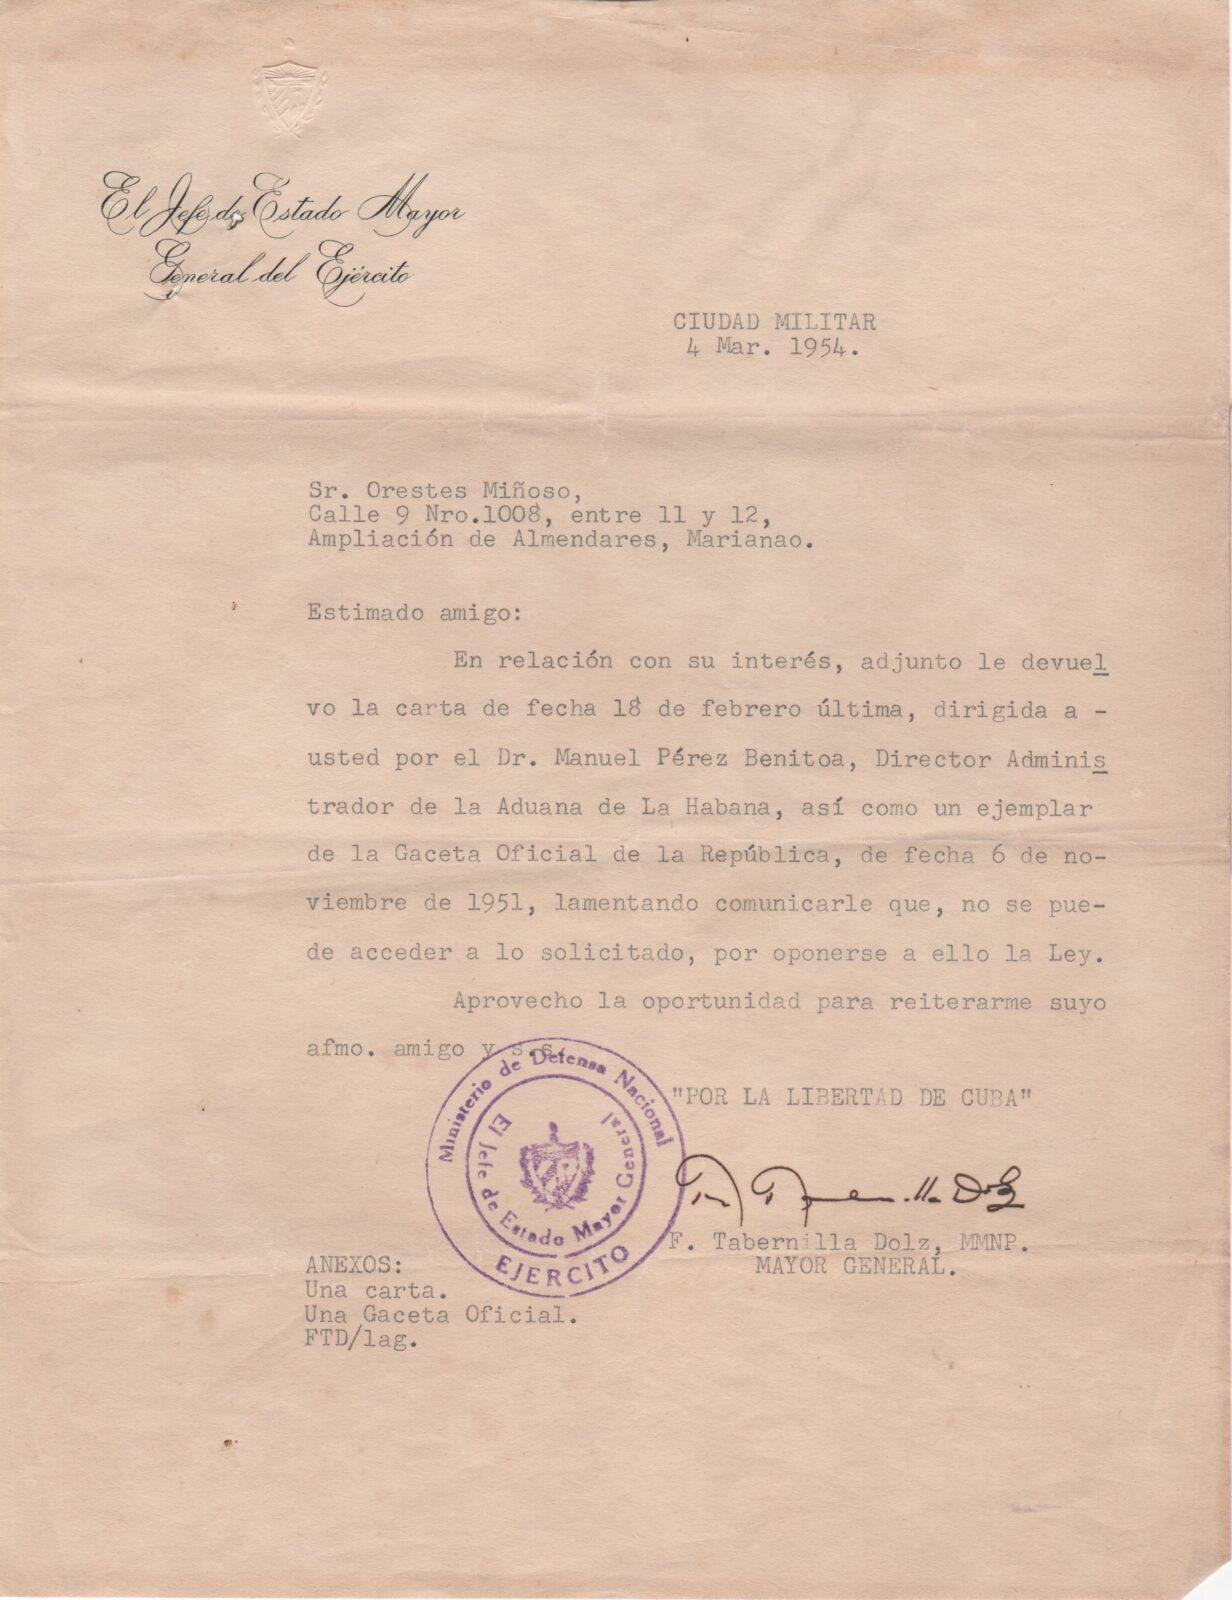 El Jefe de Estado Mayor
General del Ejército
CIUDAD MILITAR
4 Mar. 1954.
Sr. Orestes Miñoso,
Calle 9 Nro.1008, entre 11 y 12,
Ampliación de Almendares, Marianao.
Estimado amigo:
En relación con su interés, adjunto le devuel
vo la carta de fecha 18 de febrero última, dirigida a -
usted por el Dr. Manuel Pérez Benitoa, Director Adminis
trador de la Aduana de La Habana, así como un ejemplar
de la Gaceta Oficial de la República, de fecha 6 de no-
viembre de 1951, lamentando comunicarle que, no se pue-
de acceder a lo solicitado, por oponerse a ello la Ley.
Aprovecho la oportunidad para reiterarme suyo
afmo. amigo y s.s.
"POR LA LIBERTAD DE CUBA"
Ministerio de Defensa Nacional
El Jefe de Estado Mayor General
EJERCITO
F. Tabernilla Dolz
F. Tabernilla Dolz, MMNP.
MAYOR GENERAL.
ANEXOS:
Una carta.
Una Gaceta Oficial.
FTD/lag.